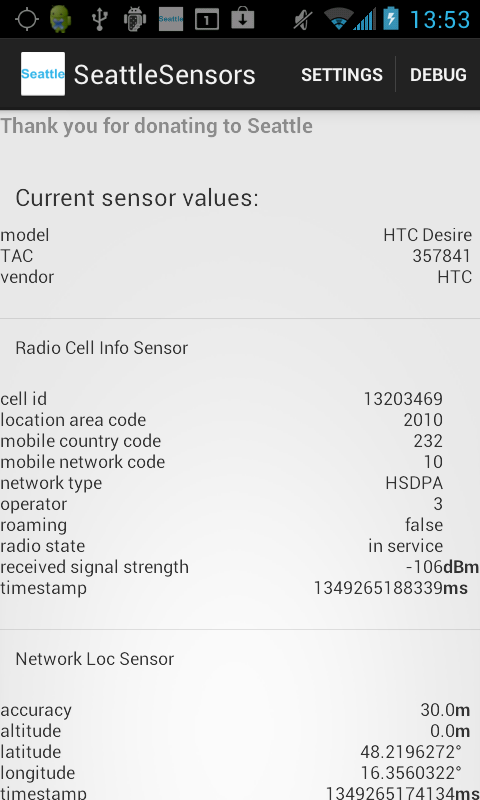 Seattle 1 13:53
Seattle SeattleSensors SETTINGS DEBUG
Thank you for donating to Seattle
Current sensor values:
model HTC Desire
TAC 357841
vendor HTC
Radio Cell Info Sensor
cell id 13203469
location area code 2010
mobile country code 232
mobile network code 10
network type HSDPA
operator 3
roaming false
radio state in service
received signal strength -106dBm
timestamp 1349265188339ms
Network Loc Sensor
accuracy 30.0m
altitude 0.0m
latitude 48.2196272°
longitude 16.3560322°
timestamp 1349265174134ms